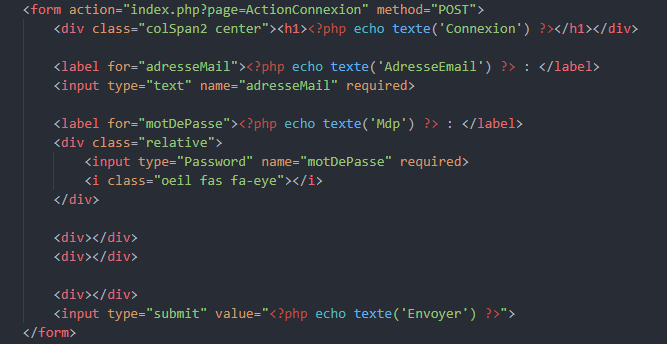 <form action="index.php?page=ActionConnexion" method="POST">
<div class="colSpan2 center"><h1><?php echo texte('Connexion') ?></h1></div>
<label for="adresseMail"><?php echo texte('AdresseEmail') ?> : </label>
<input type="text" name="adresseMail" required>
<label for="motDePasse"><?php echo texte('Mdp') ?> : </label>
<div class="relative">
<input type="Password" name="motDePasse" required>
<i class="oeil fas fa-eye"></i>
</div>
<div></div>
<div></div>
<div></div>
<input type="submit" value="<?php echo texte('Envoyer') ?>">
</form>